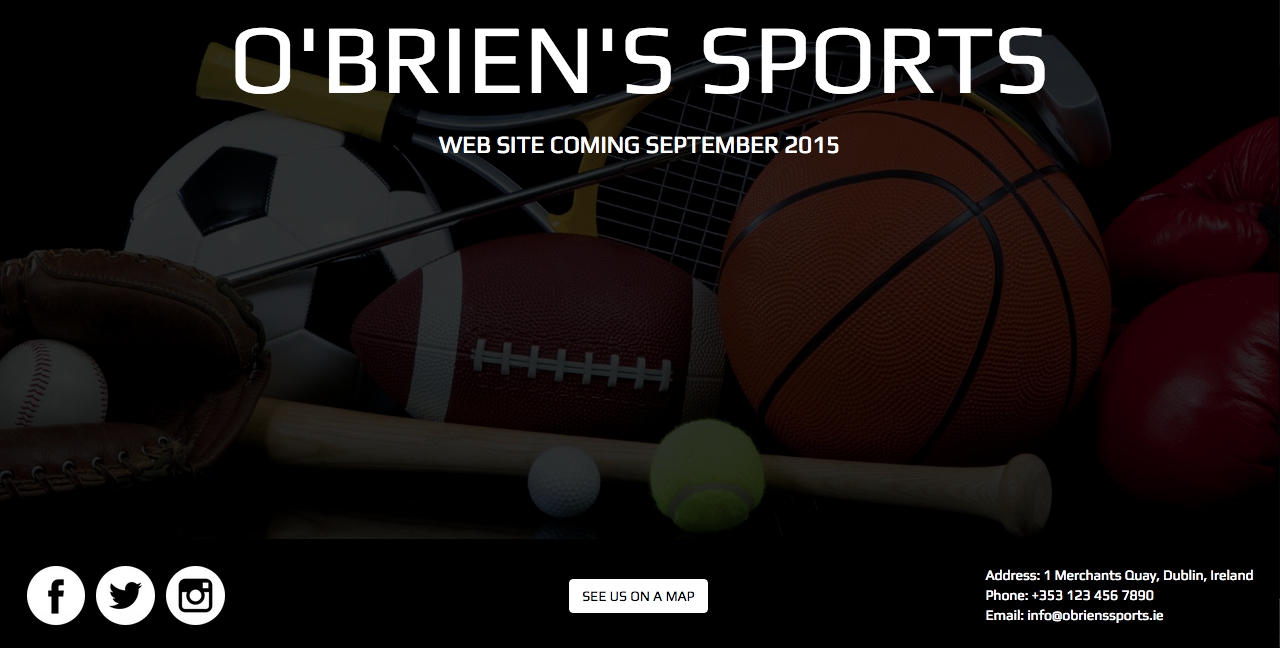 O'BRIEN'S SPORTS
WEB SITE COMING SEPTEMBER 2015
SEE US ON A MAP
Address: 1 Merchants Quay, Dublin, Ireland
Phone: +353 123 456 7890
Email: info@obrienssports.ie